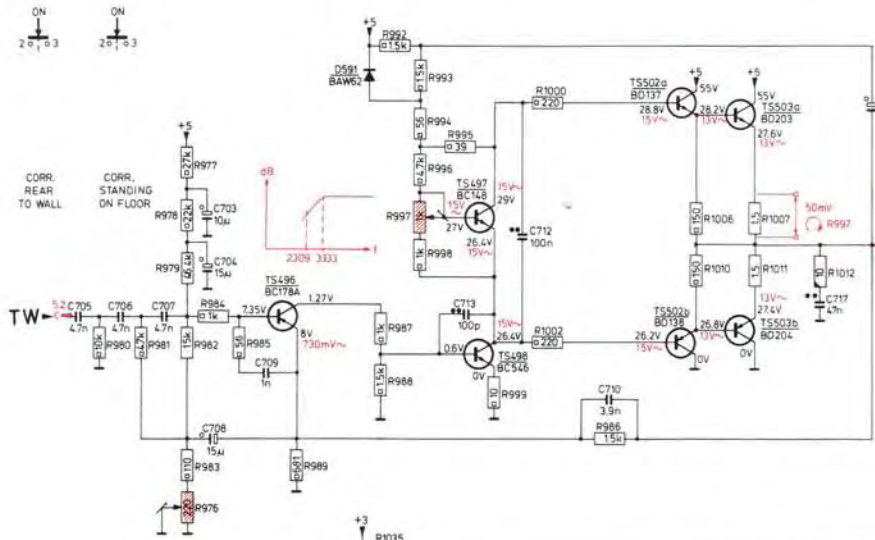 ON
ON
2 3
2 3
CORR.
REAR
TO WALL
CORR.
STANDING
ON FLOOR
+5
27k R977
R978 22k
C703
10µ
R979
C704
15µ
dB
2309 3333 f
TW
5.2
C705
4.7n
C706
4.7n
C707
4.7n
10k R980
47k R981
15k R982
R984
1k
7.35V
56 R985
C709
1n
TS496
BC178A
1.27V
8V
730mV~
C708
15µ
110 R983
220 R976
681 R989
1k R987
1.5k R988
+5
R992
1.5k
D591
BAW62
1.5k R993
56 R994
R995
39
4.7k R996
R997 1k
1k R998
15V~
27V
TS497
BC148
15V~
29V
26.4V
15V~
C712
100n
C713
100p
0.6V
15V~
26.4V
TS498
BC546
0V
10 R999
R1000
220
R1002
220
C710
3.9n
R986
1.5k
TS502a
BD137
+5
55V
28.8V
15V~
28.2V
13V~
+5
55V
TS503a
BD203
27.6V
13V~
150 R1006
1.5 R1007
50mV
R997
150 R1010
1.5 R1011
10 R1012
C717
47n
TS502b
BD138
26.2V
15V~
26.8V
13V~
0V
13V~
27.4V
TS503b
BD204
0V
+3
R1035